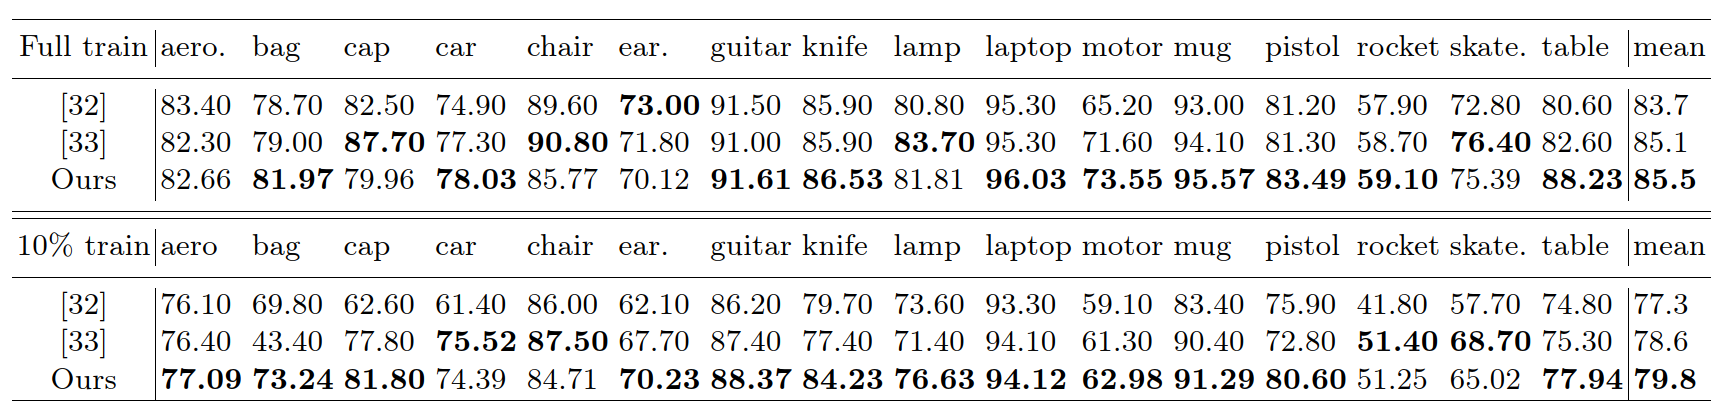 Full train aero. bag cap car chair ear. guitar knife lamp laptop motor mug pistol rocket skate. table mean
[32] 83.40 78.70 82.50 74.90 89.60 73.00 91.50 85.90 80.80 95.30 65.20 93.00 81.20 57.90 72.80 80.60 83.7
[33] 82.30 79.00 87.70 77.30 90.80 71.80 91.00 85.90 83.70 95.30 71.60 94.10 81.30 58.70 76.40 82.60 85.1
Ours 82.66 81.97 79.96 78.03 85.77 70.12 91.61 86.53 81.81 96.03 73.55 95.57 83.49 59.10 75.39 88.23 85.5
10% train aero bag cap car chair ear. guitar knife lamp laptop motor mug pistol rocket skate. table mean
[32] 76.10 69.80 62.60 61.40 86.00 62.10 86.20 79.70 73.60 93.30 59.10 83.40 75.90 41.80 57.70 74.80 77.3
[33] 76.40 43.40 77.80 75.52 87.50 67.70 87.40 77.40 71.40 94.10 61.30 90.40 72.80 51.40 68.70 75.30 78.6
Ours 77.09 73.24 81.80 74.39 84.71 70.23 88.37 84.23 76.63 94.12 62.98 91.29 80.60 51.25 65.02 77.94 79.8